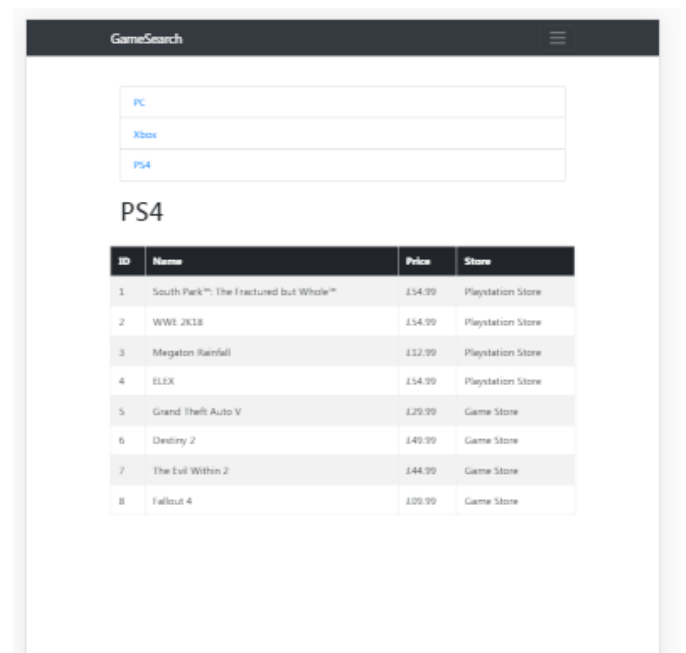 GameSearch
PC
Xbox
PS4
PS4
ID Name Price Store
1 South Park™: The Fractured but Whole™ £54.99 Playstation Store
2 WWE 2K18 £54.99 Playstation Store
3 Megaton Rainfall £12.99 Playstation Store
4 ELEX £54.99 Playstation Store
5 Grand Theft Auto V £29.99 Game Store
6 Destiny 2 £49.99 Game Store
7 The Evil Within 2 £44.99 Game Store
8 Fallout 4 £09.99 Game Store